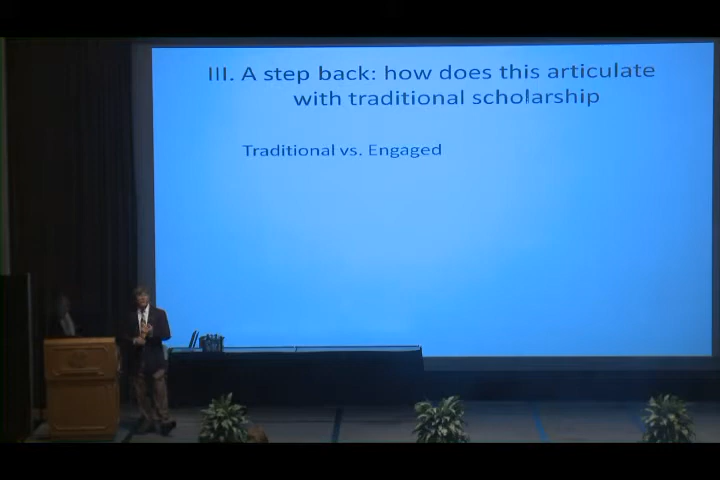 III. A step back: how does this articulate
with traditional scholarship
Traditional vs. Engaged